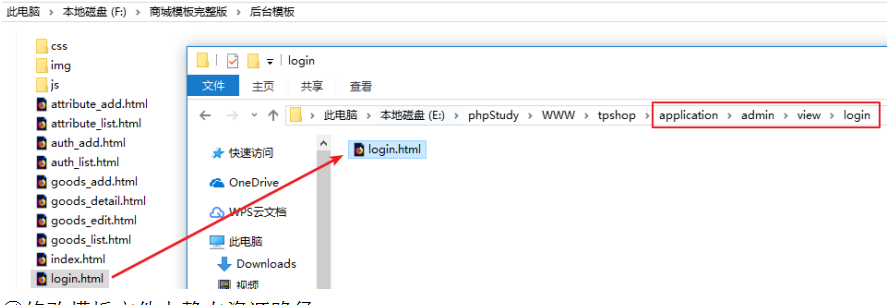 此电脑 > 本地磁盘 (F:) > 商城模板完整版 > 后台模板
css
img
js
attribute_add.html
attribute_list.html
auth_add.html
auth_list.html
goods_add.html
goods_detail.html
goods_edit.html
goods_list.html
index.html
login.html
login
文件 主页 共享 查看
此电脑 > 本地磁盘 (E:) > phpStudy > WWW > tpshop > application > admin > view > login
快速访问
OneDrive
WPS云文档
此电脑
Downloads
视频
login.html